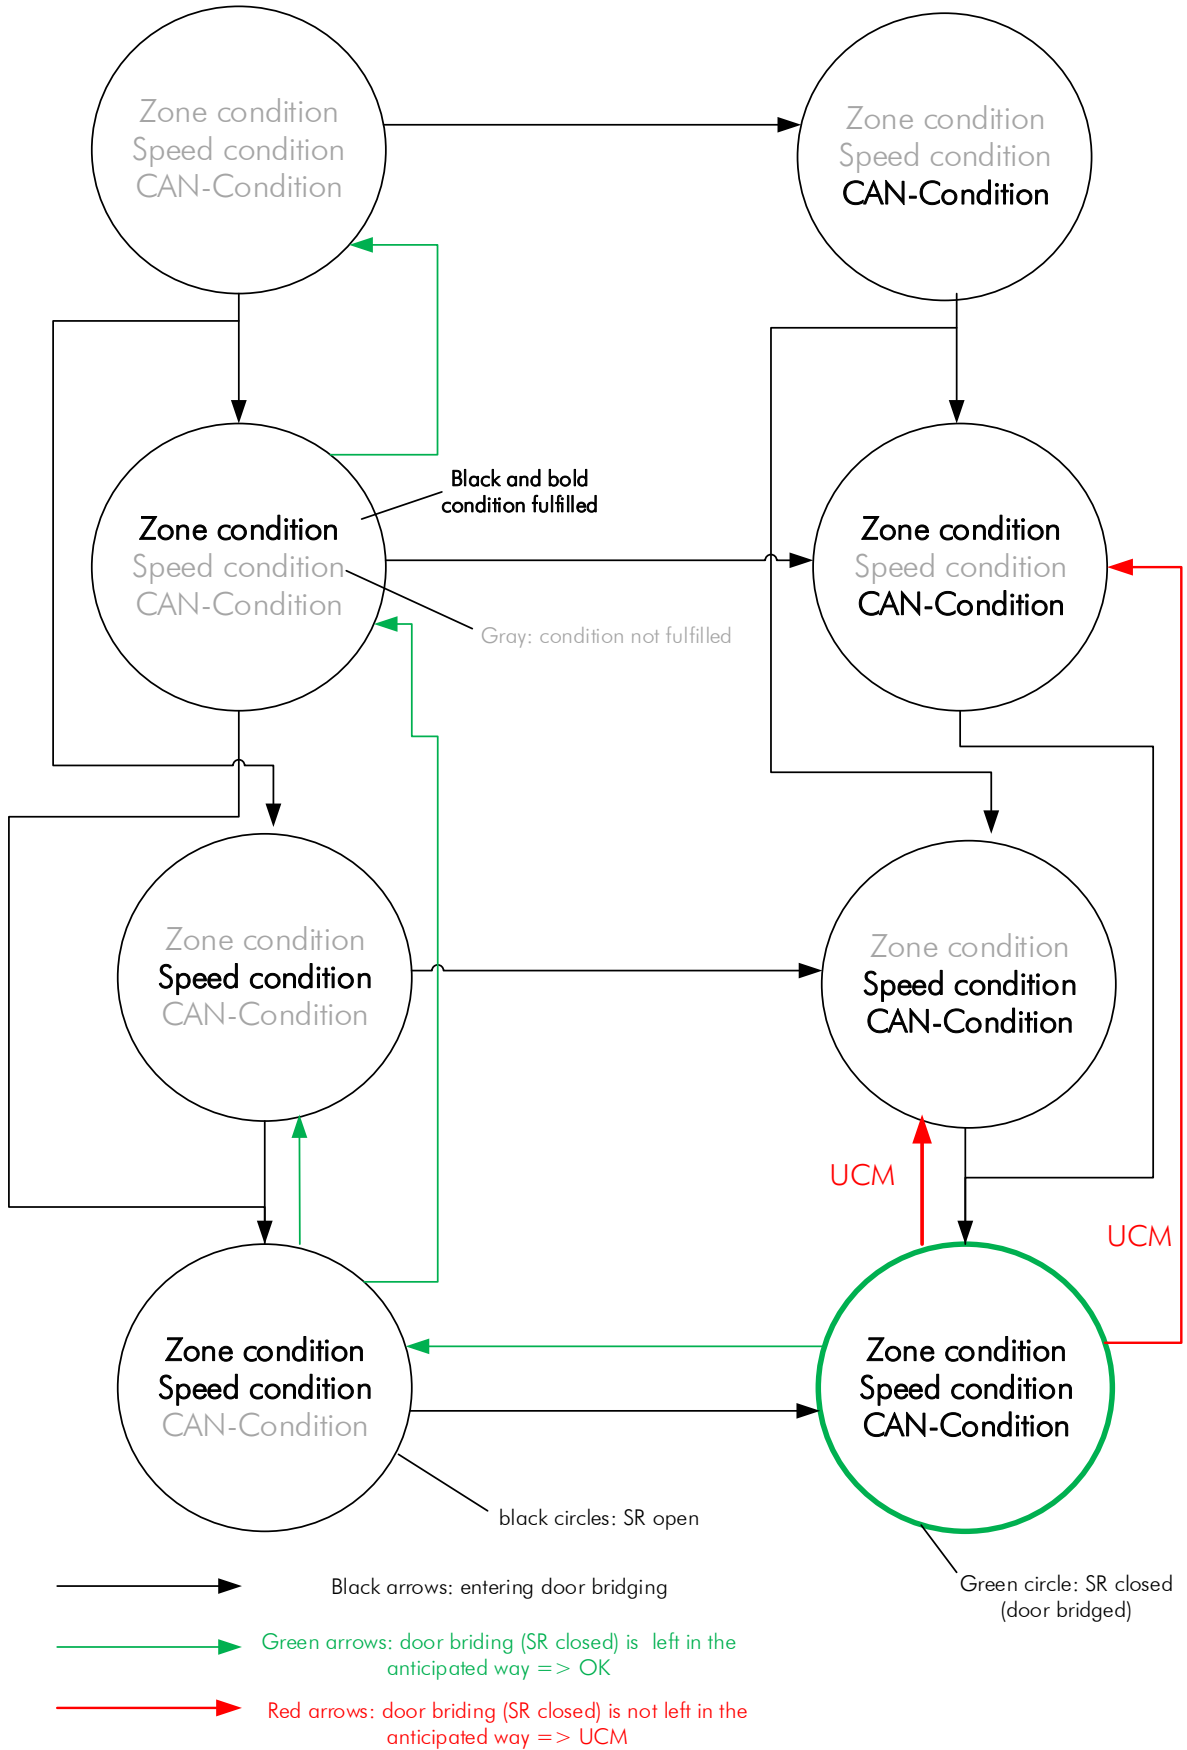 Zone condition
Speed condition
CAN-Condition
Zone condition
Speed condition
CAN-Condition
Black and bold
condition fulfilled
Zone condition
Speed condition
CAN-Condition
Gray: condition not fulfilled
Zone condition
Speed condition
CAN-Condition
Zone condition
Speed condition
CAN-Condition
Zone condition
Speed condition
CAN-Condition
UCM
UCM
Zone condition
Speed condition
CAN-Condition
Zone condition
Speed condition
CAN-Condition
black circles: SR open
Green circle: SR closed
(door bridged)
Black arrows: entering door bridging
Green arrows: door briding (SR closed) is left in the
anticipated way => OK
Red arrows: door briding (SR closed) is not left in the
anticipated way => UCM